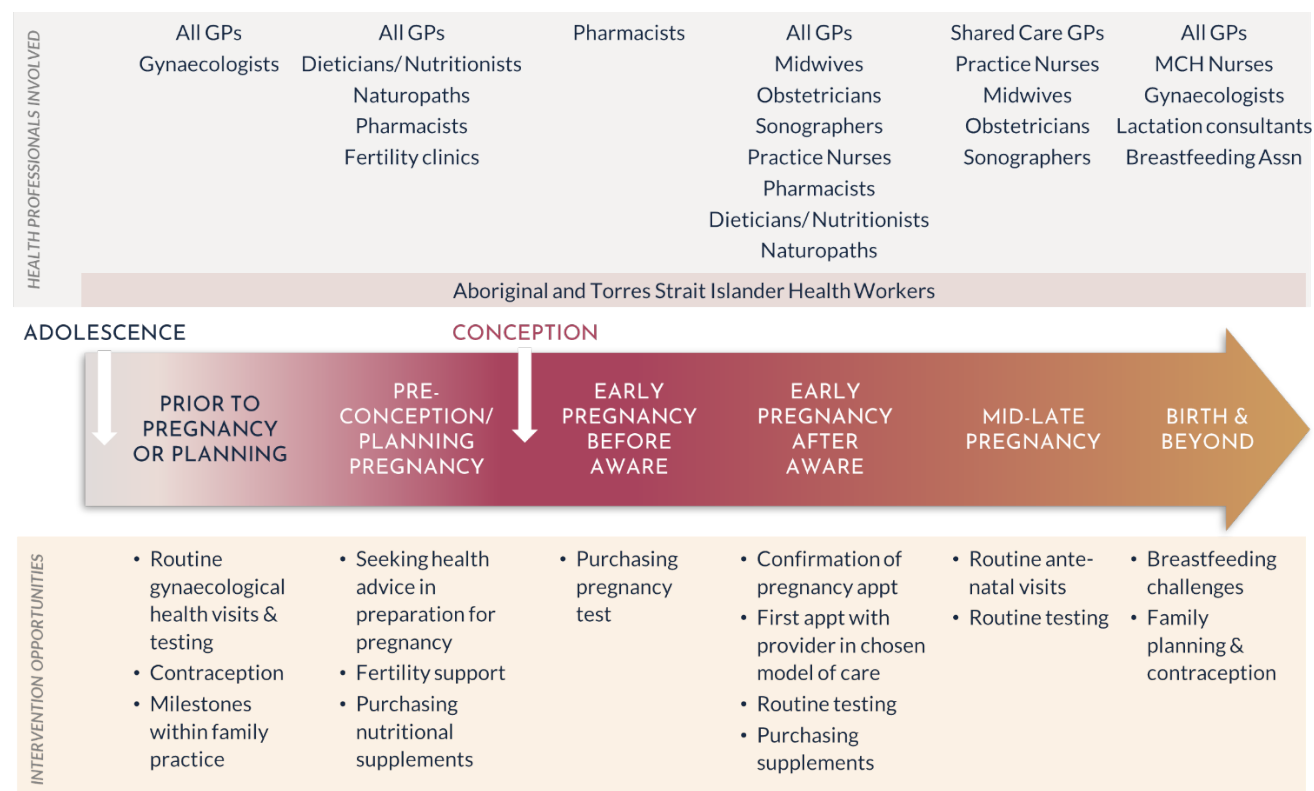 HEALTH PROFESSIONALS INVOLVED
All GPs
Gynaecologists
All GPs
Dieticians/Nutritionists
Naturopaths
Pharmacists
Fertility clinics
Pharmacists
All GPs
Midwives
Obstetricians
Sonographers
Practice Nurses
Pharmacists
Dieticians/Nutritionists
Naturopaths
Shared Care GPs
Practice Nurses
Midwives
Obstetricians
Sonographers
All GPs
MCH Nurses
Gynaecologists
Lactation consultants
Breastfeeding Assn
Aboriginal and Torres Strait Islander Health Workers
ADOLESCENCE
CONCEPTION
PRIOR TO
PREGNANCY
OR PLANNING
PRE-
CONCEPTION/
PLANNING
PREGNANCY
EARLY
PREGNANCY
BEFORE
AWARE
EARLY
PREGNANCY
AFTER
AWARE
MID-LATE
PREGNANCY
BIRTH &
BEYOND
INTERVENTION OPPORTUNITIES
• Routine
gynaecological
health visits &
testing
• Contraception
• Milestones
within family
practice
• Seeking health
advice in
preparation for
pregnancy
• Fertility support
• Purchasing
nutritional
supplements
• Purchasing
pregnancy
test
• Confirmation of
pregnancy appt
• First appt with
provider in chosen
model of care
• Routine testing
• Purchasing
supplements
• Routine ante-
natal visits
• Routine testing
• Breastfeeding
challenges
• Family
planning &
contraception